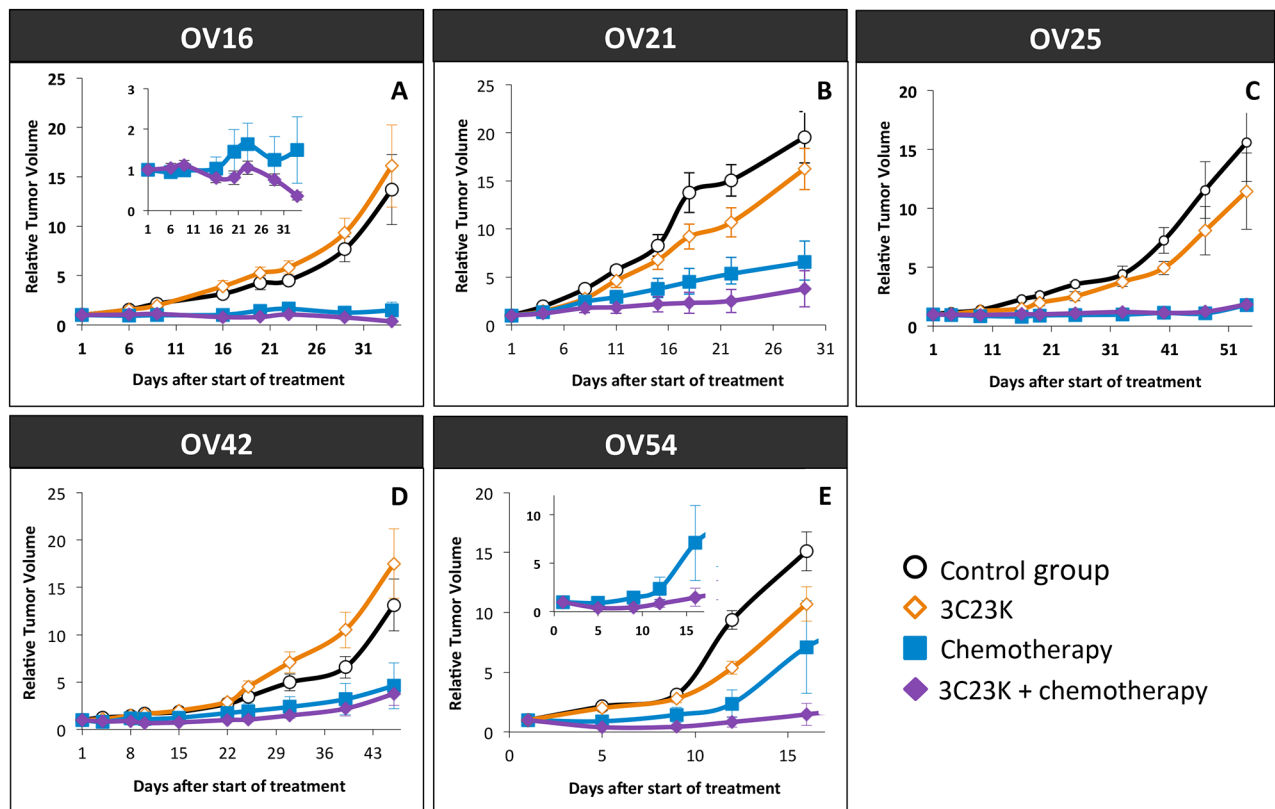 OV16
OV21
OV25
A
Relative Tumor Volume
25
20
15
10
5
0
3
2
1
0
1 6 11 16 21 26 31
1 6 11 16 21 26 31
Days after start of treatment
B
Relative Tumor Volume
25
20
15
10
5
0
1 6 11 16 21 26 31
Days after start of treatment
C
Relative Tumor Volume
20
15
10
5
0
1 11 21 31 41 51
Days after start of treatment
OV42
OV54
D
Relative Tumor Volume
25
20
15
10
5
0
1 8 15 22 29 36 43
Days after start of treatment
E
Relative Tumor Volume
20
15
10
5
0
10
5
0
0 5 10 15
0 5 10 15
Days after start of treatment
Control group
3C23K
Chemotherapy
3C23K + chemotherapy